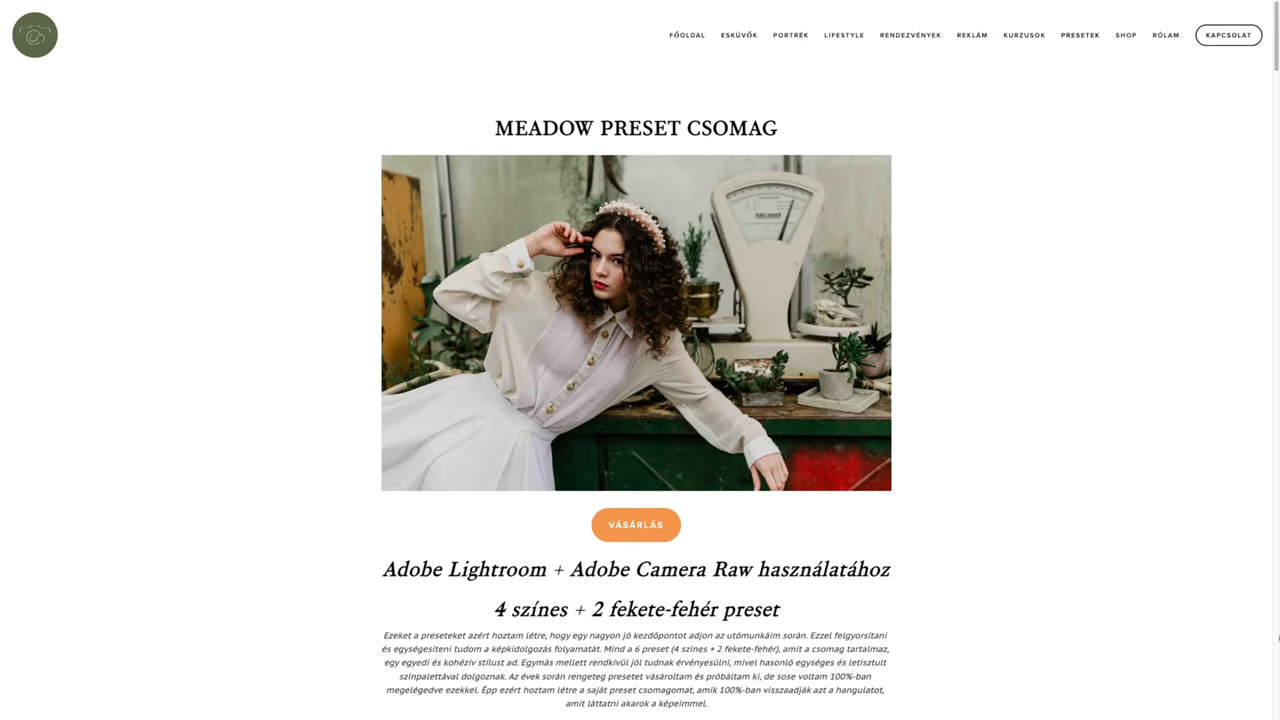 FŐOLDAL ESKÜVŐK PORTRÉK LIFESTYLE RENDEZVÉNYEK REKLÁM KURZUSOK PRESETEK SHOP RÓLAM KAPCSOLAT
MEADOW PRESET CSOMAG
VÁSÁRLÁS
Adobe Lightroom + Adobe Camera Raw használatához
4 színes + 2 fekete-fehér preset
Ezeket a preseteket azért hoztam létre, hogy egy nagyon jó kezdőpontot adjon az utómunkáim során. Ezzel felgyorsítani
és egységesíteni tudom a képkidolgozás folyamatát. Mind a 6 preset (4 színes + 2 fekete-fehér), amit a csomag tartalmaz,
egy egyedi és kohézív stílust ad. Egymás mellett rendkívül jól tudnak érvényesülni, mivel hasonló egységes és letisztult
színpalettával dolgoznak. Az évek során rengeteg presetet vásároltam és próbáltam ki, de sose voltam 100%-ban
megelégedve ezekkel. Épp ezért hoztam létre a saját preset csomagomat, amik 100%-ban visszaadják azt a hangulatot,
amit láttatni akarok a képeimmel.